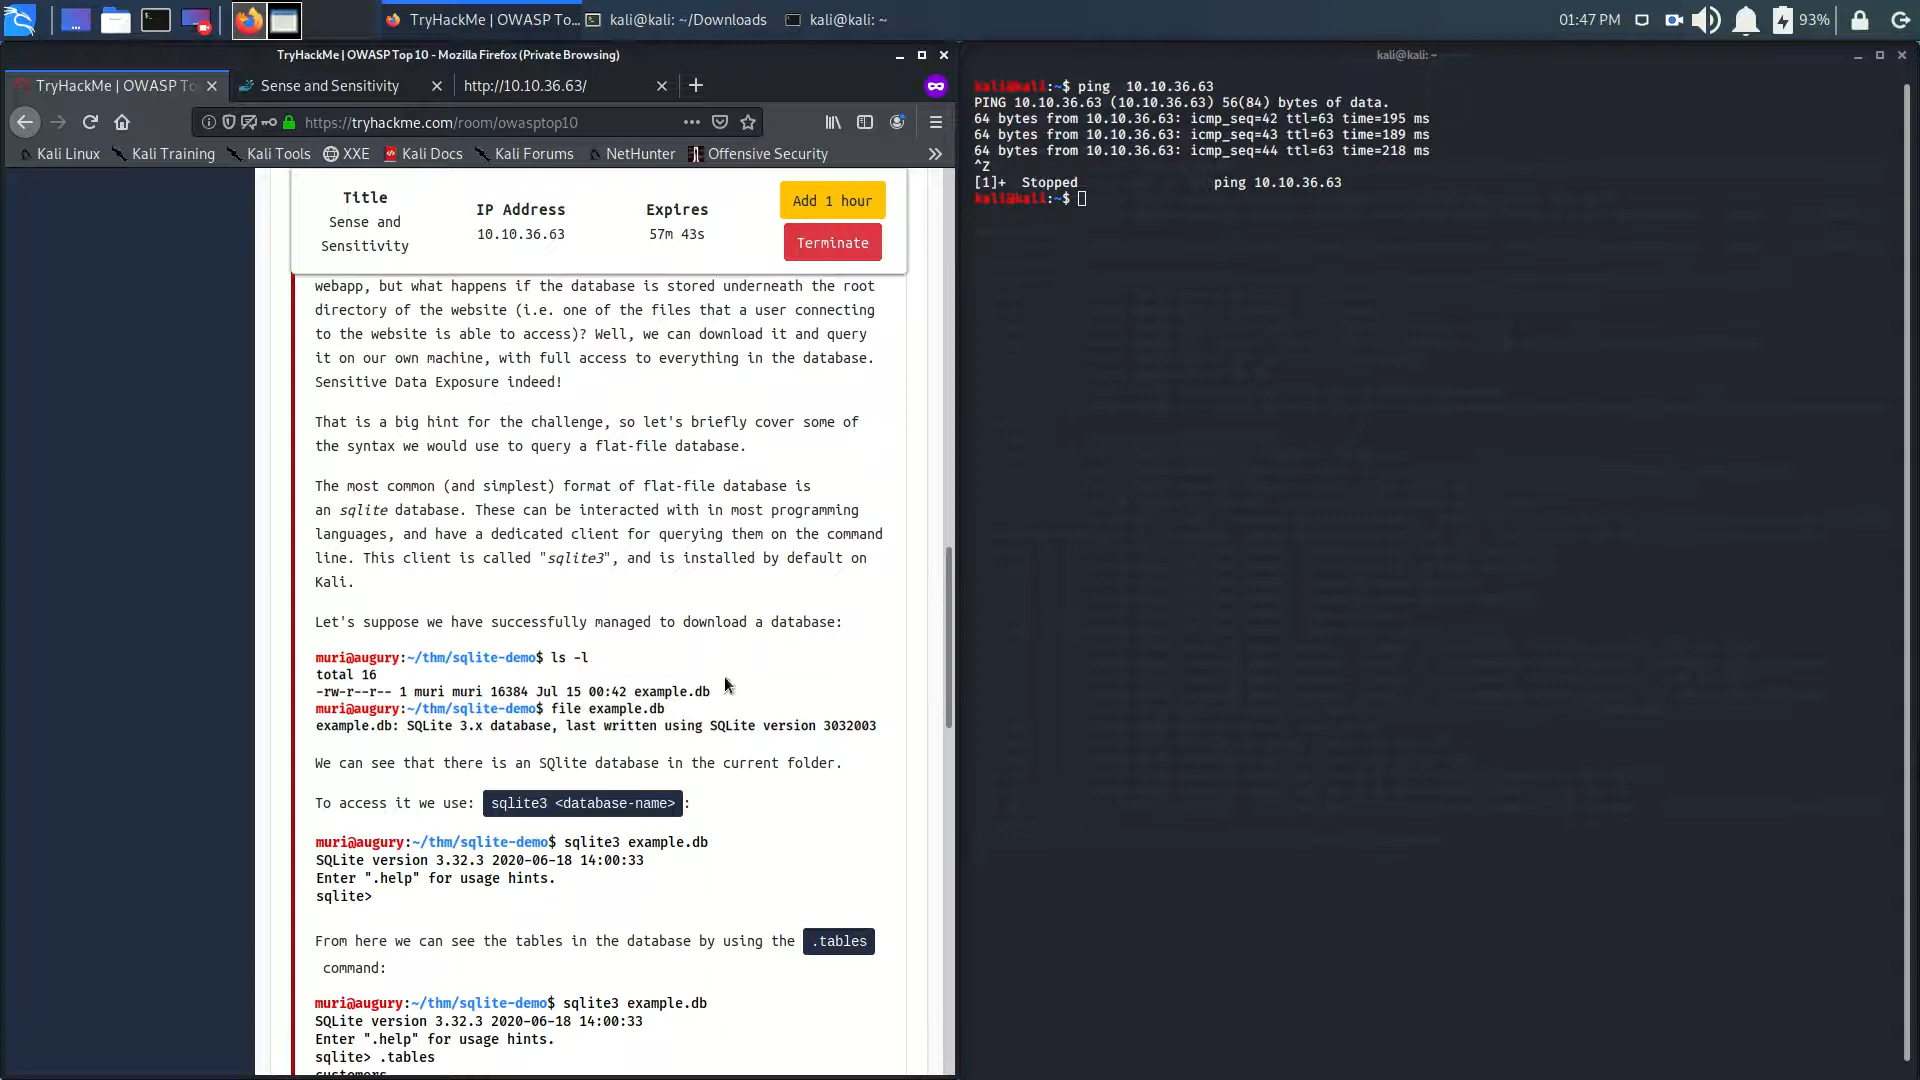 TryHackMe | OWASP To...
kali@kali: ~/Downloads
kali@kali: ~
01:47 PM
93%
TryHackMe | OWASP Top 10 - Mozilla Firefox (Private Browsing)
TryHackMe | OWASP To
Sense and Sensitivity
http://10.10.36.63/
https://tryhackme.com/room/owasptop10
Kali Linux
Kali Training
Kali Tools
XXE
Kali Docs
Kali Forums
NetHunter
Offensive Security
Title
IP Address
Expires
Add 1 hour
Sense and
Sensitivity
10.10.36.63
57m 43s
Terminate
webapp, but what happens if the database is stored underneath the root
directory of the website (i.e. one of the files that a user connecting
to the website is able to access)? Well, we can download it and query
it on our own machine, with full access to everything in the database.
Sensitive Data Exposure indeed!
That is a big hint for the challenge, so let's briefly cover some of
the syntax we would use to query a flat-file database.
The most common (and simplest) format of flat-file database is
an sqlite database. These can be interacted with in most programming
languages, and have a dedicated client for querying them on the command
line. This client is called "sqlite3", and is installed by default on
Kali.
Let's suppose we have successfully managed to download a database:
muri@augury:~/thm/sqlite-demo$ ls -l
total 16
-rw-r--r-- 1 muri muri 16384 Jul 15 00:42 example.db
muri@augury:~/thm/sqlite-demo$ file example.db
example.db: SQLite 3.x database, last written using SQLite version 3032003
We can see that there is an SQlite database in the current folder.
To access it we use: sqlite3 <database-name> :
muri@augury:~/thm/sqlite-demo$ sqlite3 example.db
SQLite version 3.32.3 2020-06-18 14:00:33
Enter ".help" for usage hints.
sqlite>
From here we can see the tables in the database by using the .tables
command:
muri@augury:~/thm/sqlite-demo$ sqlite3 example.db
SQLite version 3.32.3 2020-06-18 14:00:33
Enter ".help" for usage hints.
sqlite> .tables
customers
kali@kali: ~
kali@kali:~$ ping  10.10.36.63
PING 10.10.36.63 (10.10.36.63) 56(84) bytes of data.
64 bytes from 10.10.36.63: icmp_seq=42 ttl=63 time=195 ms
64 bytes from 10.10.36.63: icmp_seq=43 ttl=63 time=189 ms
64 bytes from 10.10.36.63: icmp_seq=44 ttl=63 time=218 ms
^Z
[1]+  Stopped                 ping 10.10.36.63
kali@kali:~$